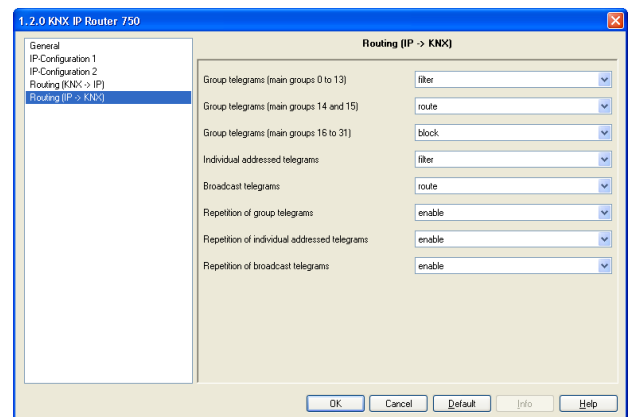 1.2.0 KNX IP Router 750
General
IP-Configuration 1
IP-Configuration 2
Routing (KNX -> IP)
Routing (IP -> KNX)
Routing (IP -> KNX)
Group telegrams (main groups 0 to 13) filter
Group telegrams (main groups 14 and 15) route
Group telegrams (main groups 16 to 31) block
Individual addressed telegrams filter
Broadcast telegrams route
Repetition of group telegrams enable
Repetition of individual addressed telegrams enable
Repetition of broadcast telegrams enable
OK Cancel Default Info Help